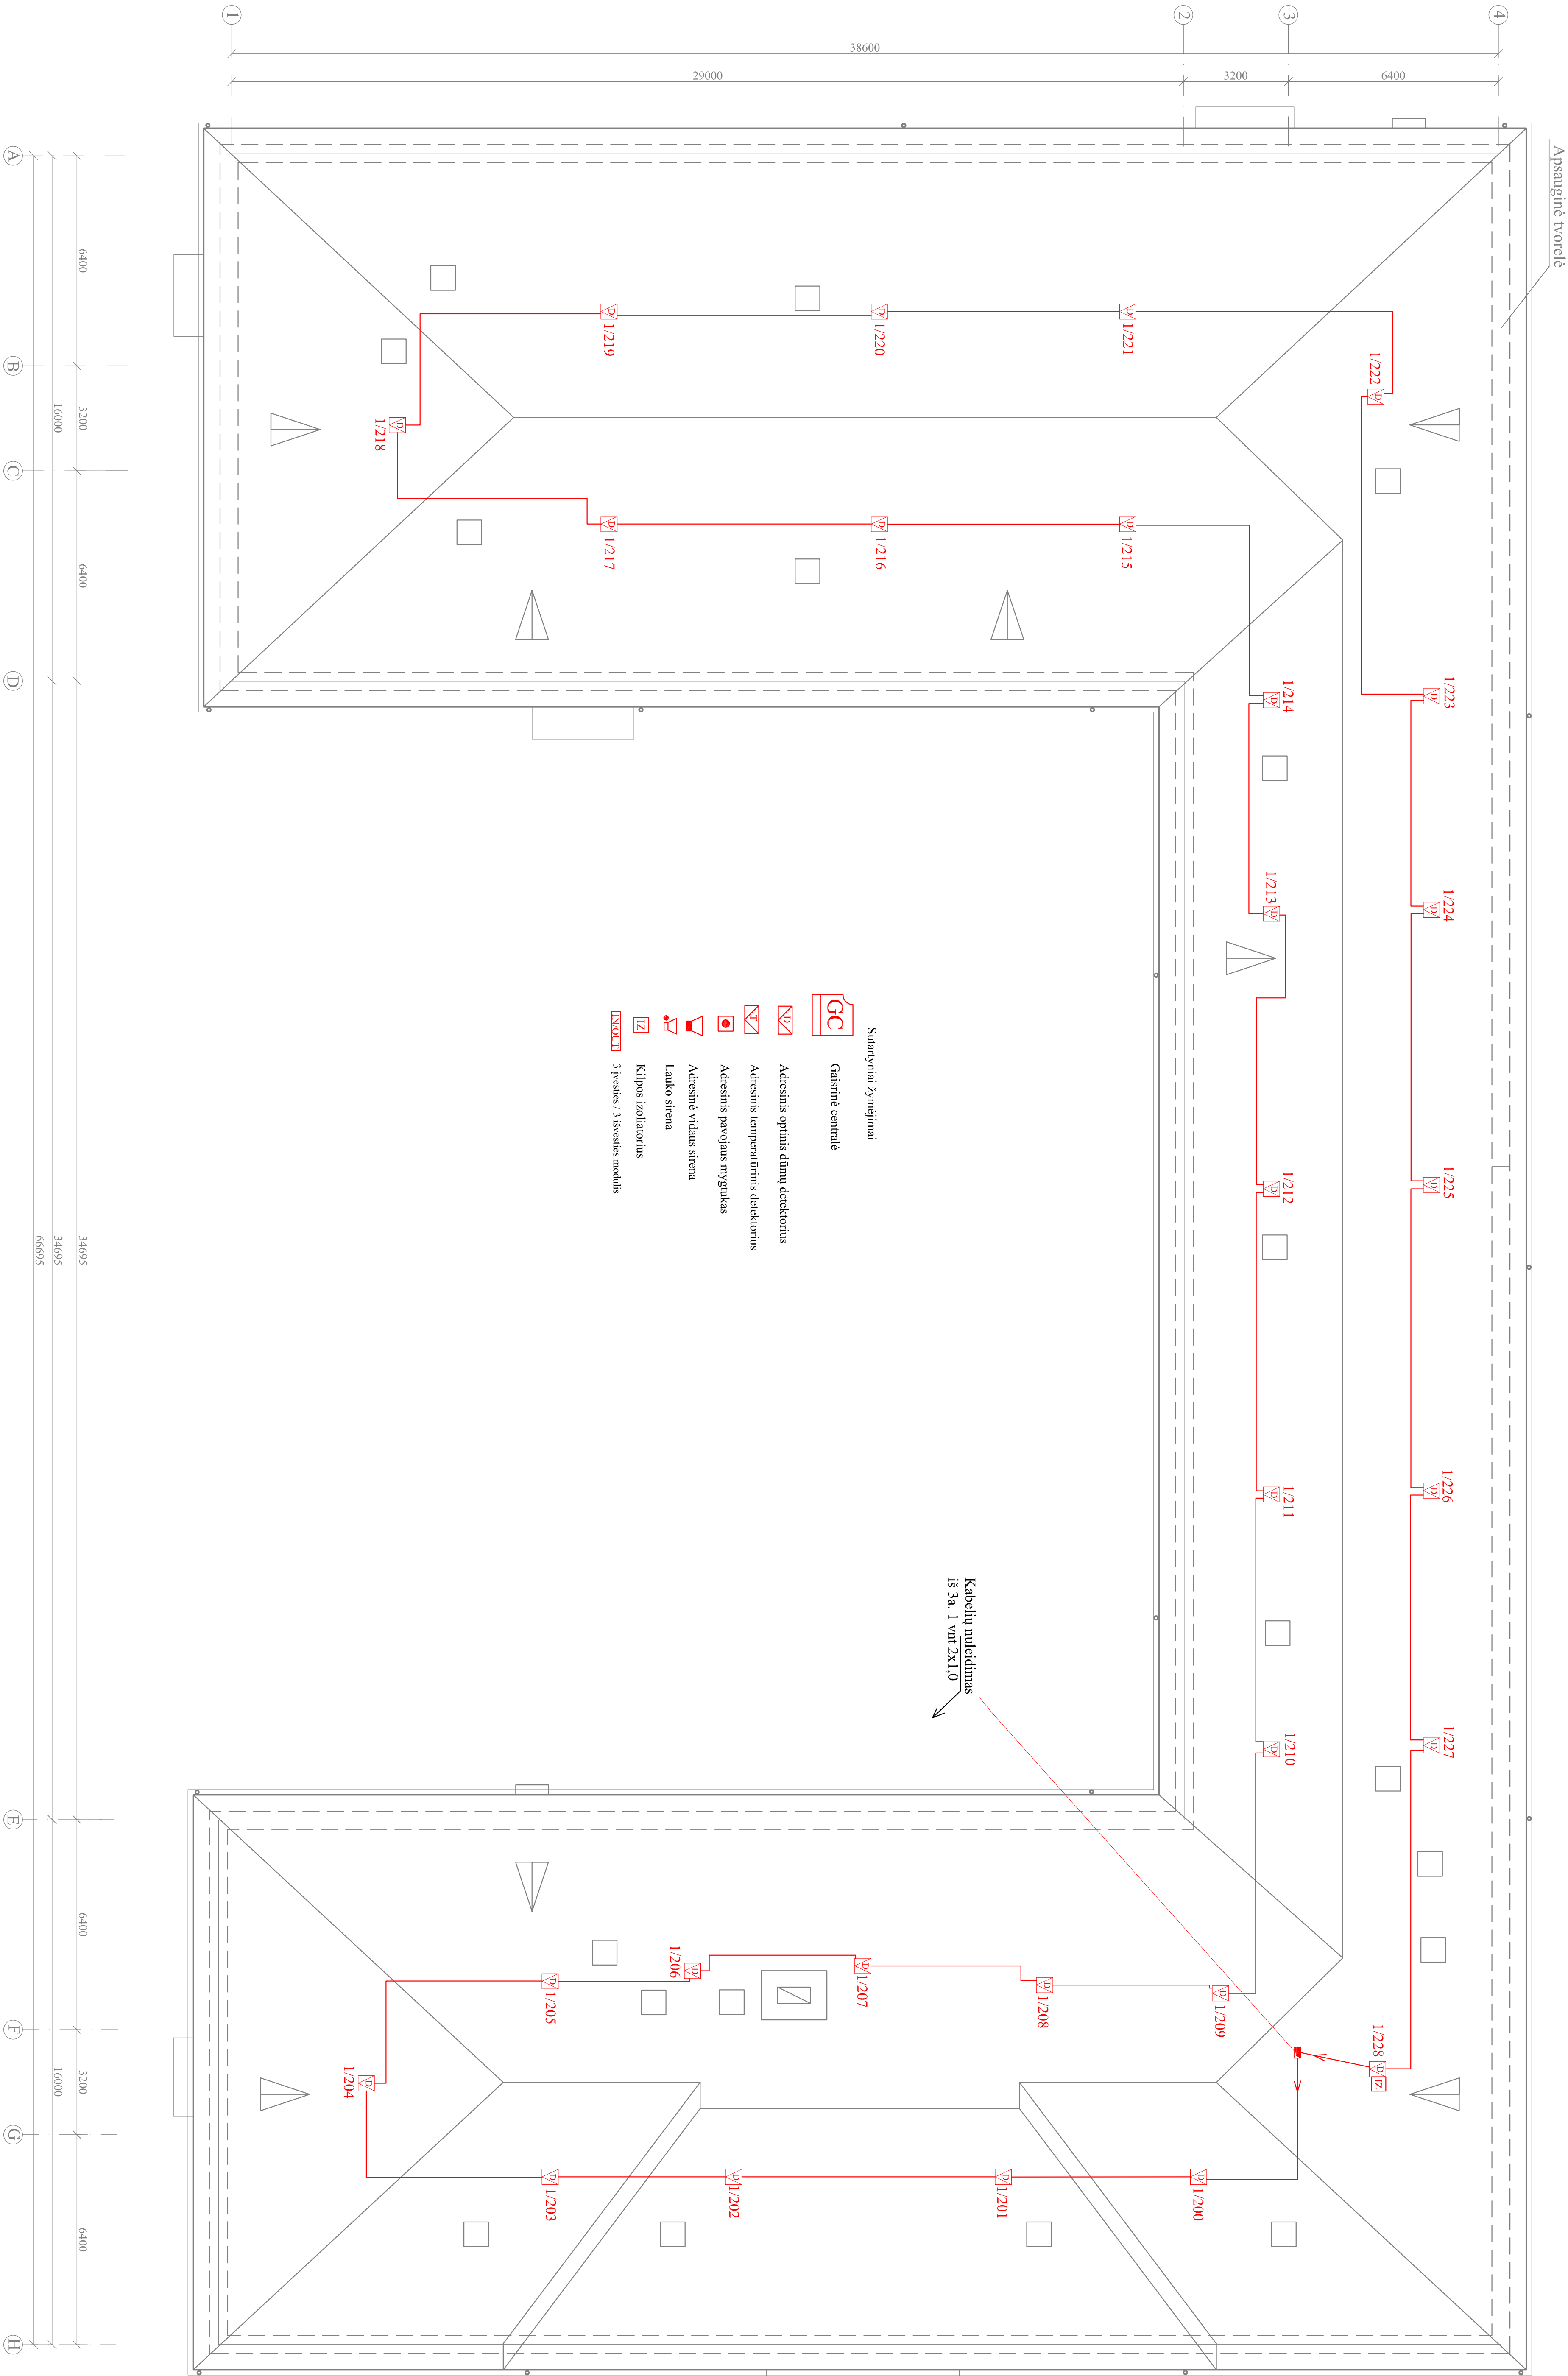 Apsauginė tvorelė
1
2
3
4
38600
29000
3200
6400
A
B
C
D
E
F
G
H
6400
3200
6400
34695
6400
3200
6400
16000
34695
16000
66695
D 1/219
D 1/220
D 1/221
D 1/222
D 1/218
D 1/217
D 1/216
D 1/215
D 1/214
D 1/213
D 1/212
D 1/211
D 1/210
D 1/223
D 1/224
D 1/225
D 1/226
D 1/227
D 1/228
IZ
D 1/209
D 1/208
D 1/207
D 1/206
D 1/205
D 1/204
D 1/203
D 1/202
D 1/201
D 1/200
Sutartyniai žymėjimai
GC Gaisrinė centralė
D Adresinis optinis dūmų detektorius
T Adresinis temperatūrinis detektorius
Adresinis pavojaus mygtukas
Adresinė vidaus sirena
Lauko sirena
IZ Kilpos izoliatorius
IN/OUT 3 įvesties / 3 išvesties modulis
Kabelių nuleidimas
iš 3a. 1 vnt 2x1,0